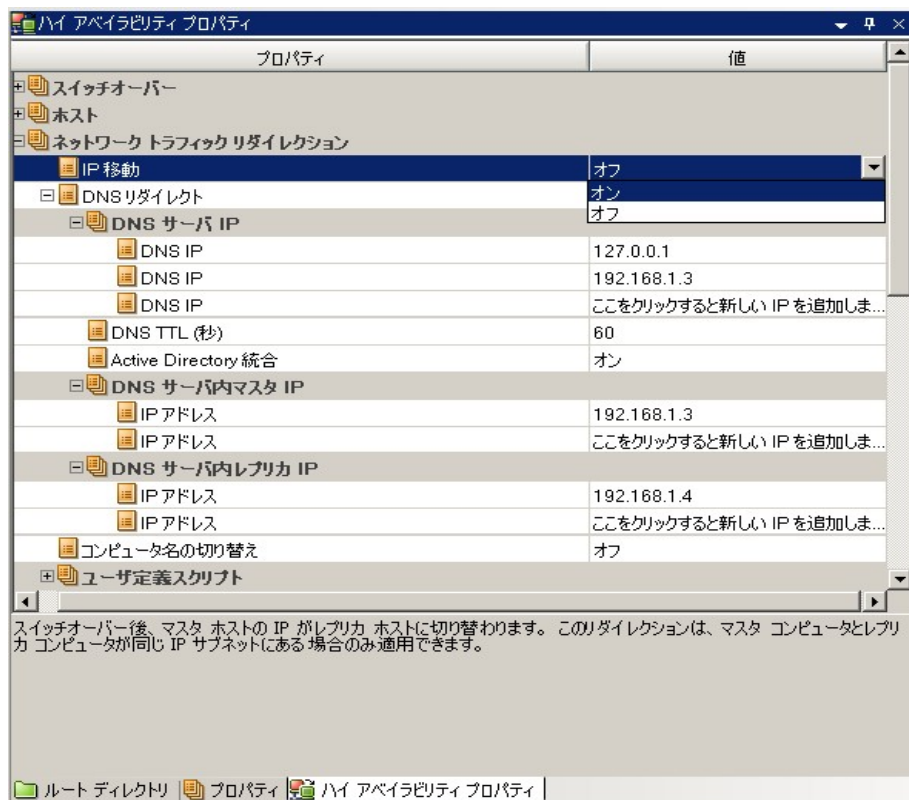 ハイ アベイラビリティ プロパティ
プロパティ 値
スイッチオーバー
ホスト
ネットワーク トラフィック リダイレクション
IP 移動 オフ
オン
DNS リダイレクト
オフ
DNS サーバ IP
DNS IP 127.0.0.1
DNS IP 192.168.1.3
DNS IP ここをクリックすると新しい IP を追加しま...
DNS TTL (秒) 60
Active Directory 統合 オン
DNS サーバ内マスタ IP
IP アドレス 192.168.1.3
IP アドレス ここをクリックすると新しい IP を追加しま...
DNS サーバ内レプリカ IP
IP アドレス 192.168.1.4
IP アドレス ここをクリックすると新しい IP を追加しま...
コンピュータ名の切り替え オフ
ユーザ定義スクリプト
スイッチオーバー後、マスタ ホストの IP がレプリカ ホストに切り替わります。 このリダイレクションは、マスタ コンピュータとレプリ
カ コンピュータが同じ IP サブネットにある 場合のみ適用できます。
ルート ディレクトリ プロパティ ハイ アベイラビリティ プロパティ